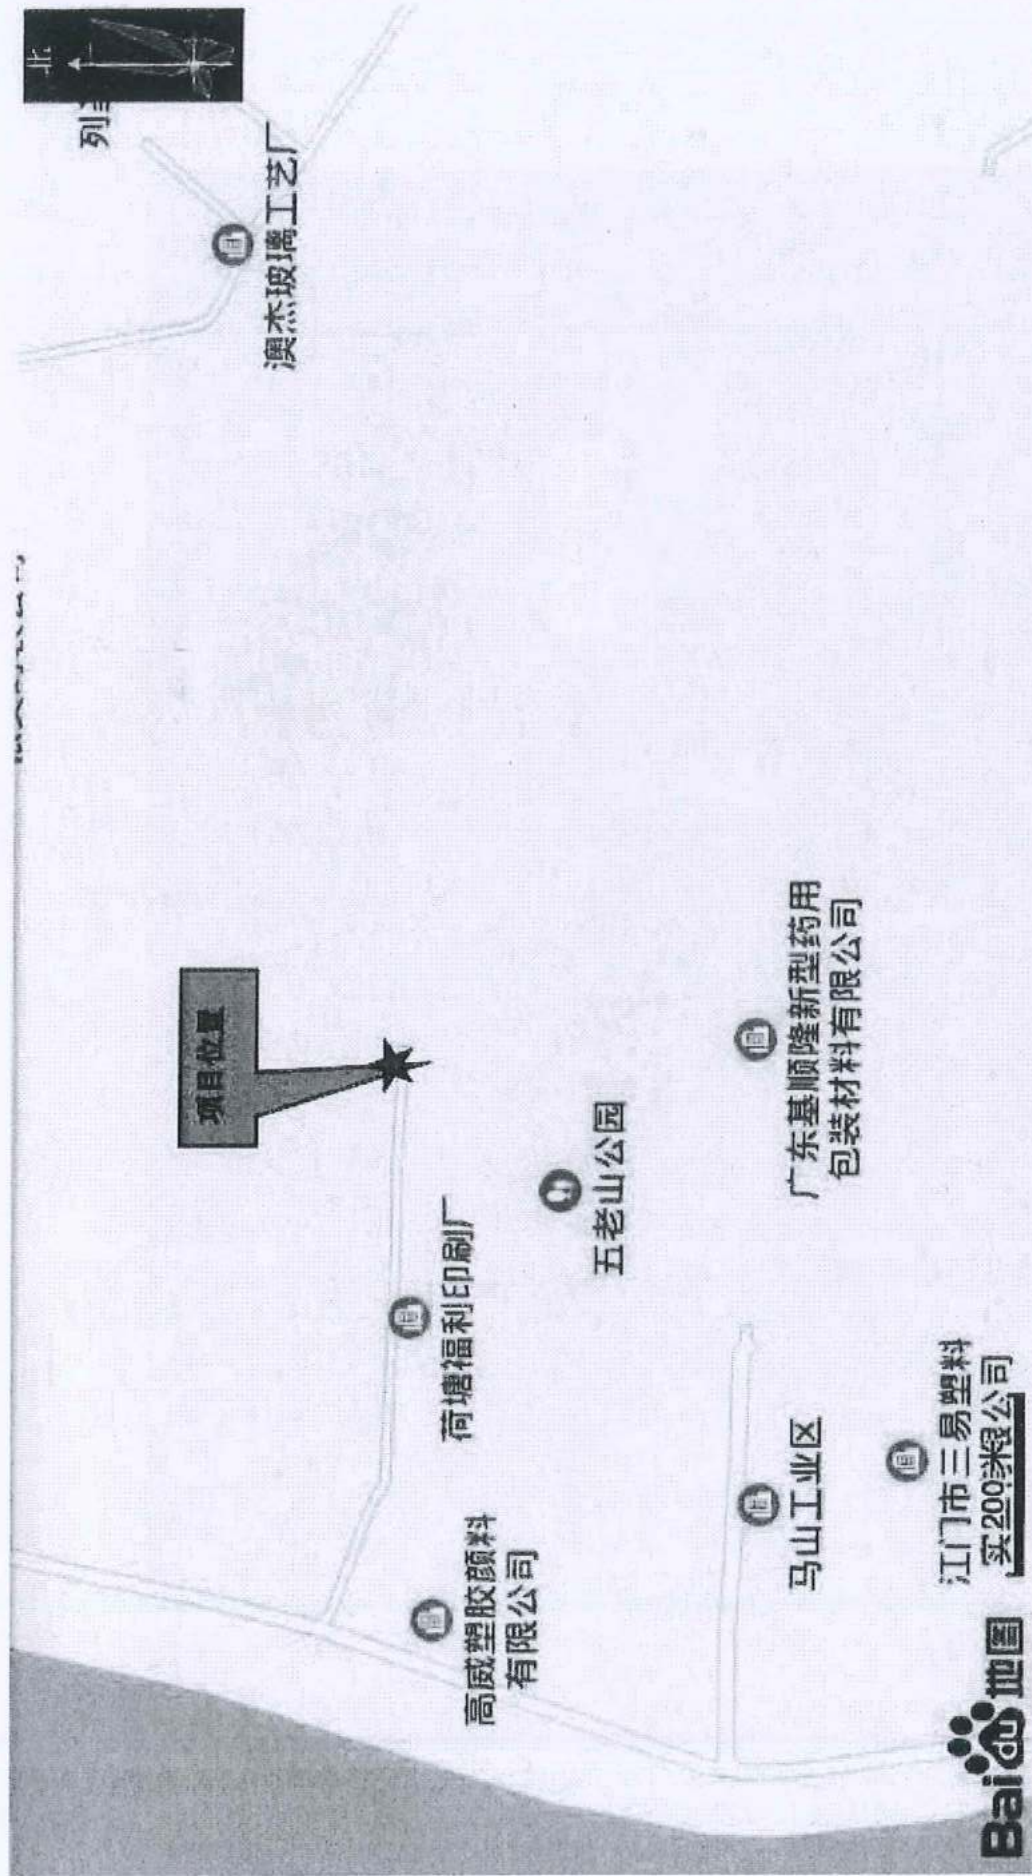 北
列
项目位置
澳杰玻璃工艺厂
荷塘福利印刷厂
高威塑胶颜料
有限公司
五老山公园
马山工业区
广东基顺隆新型药用
包装材料有限公司
江门市三易塑料
实200米限公司
Baidu地图